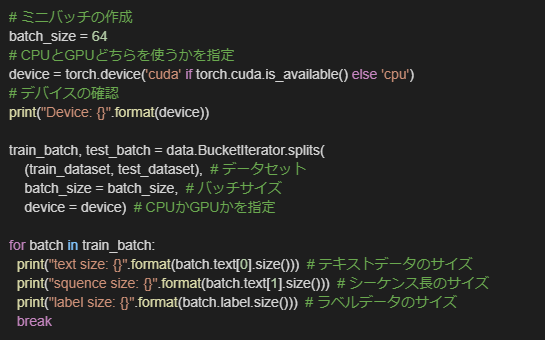 # ミニバッチの作成
batch_size = 64
# CPUとGPUどちらを使うかを指定
device = torch.device('cuda' if torch.cuda.is_available() else 'cpu')
# デバイスの確認
print("Device: {}".format(device))

train_batch, test_batch = data.BucketIterator.splits(
    (train_dataset, test_dataset),  # データセット
    batch_size = batch_size,  # バッチサイズ
    device = device)  # CPUかGPUかを指定

for batch in train_batch:
  print("text size: {}".format(batch.text[0].size()))  # テキストデータのサイズ
  print("squence size: {}".format(batch.text[1].size()))  # シーケンス長のサイズ
  print("label size: {}".format(batch.label.size()))  # ラベルデータのサイズ
  break